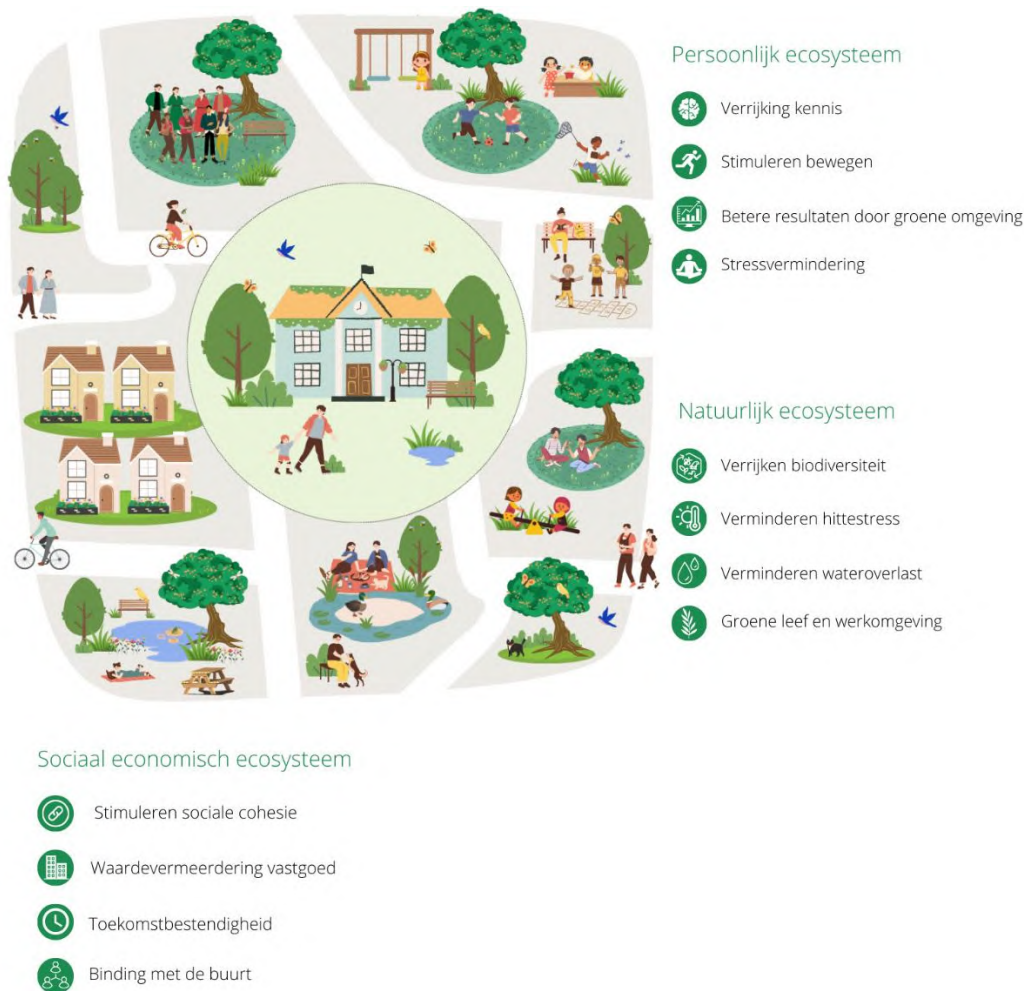 Persoonlijk ecosysteem
Verrijking kennis
Stimuleren bewegen
Betere resultaten door groene omgeving
Stressvermindering
Natuurlijk ecosysteem
Verrijken biodiversiteit
Verminderen hittestress
Verminderen wateroverlast
Groene leef en werkomgeving
Sociaal economisch ecosysteem
Stimuleren sociale cohesie
Waardevermeerdering vastgoed
Toekomstbestendigheid
Binding met de buurt